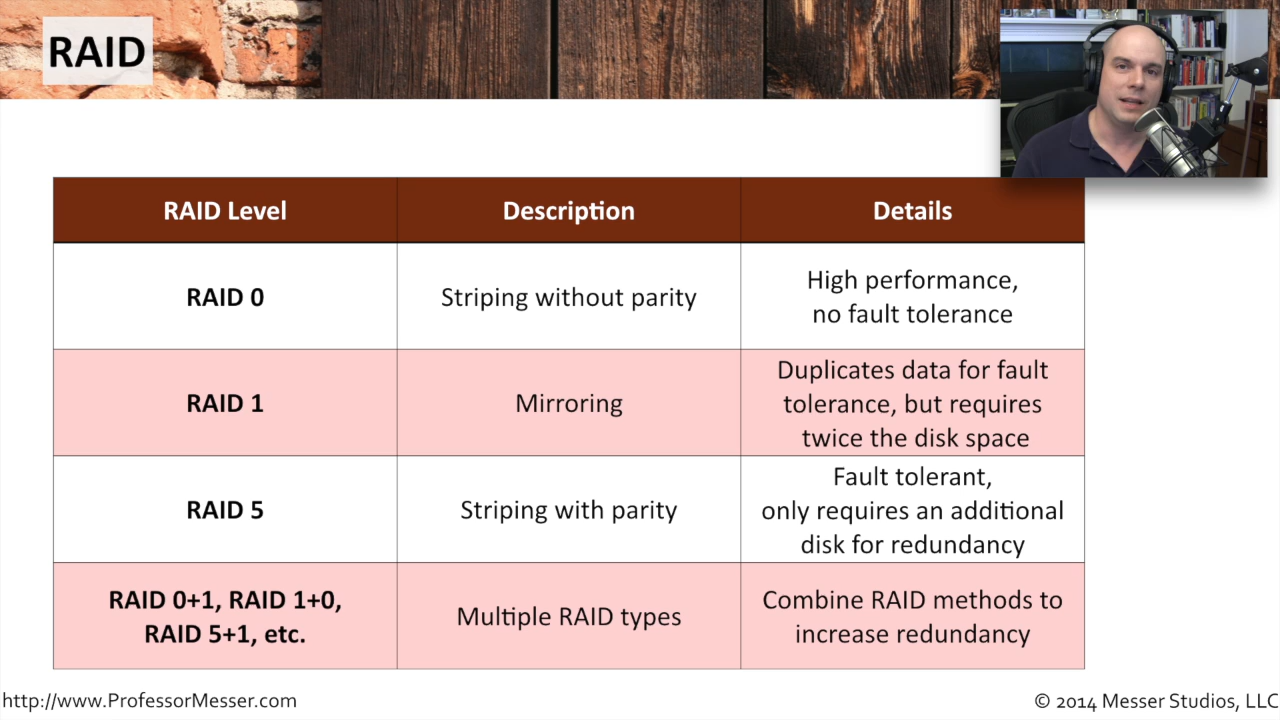 RAID
RAID Level
Description
Details
RAID 0
Striping without parity
High performance,
no fault tolerance
RAID 1
Mirroring
Duplicates data for fault
tolerance, but requires
twice the disk space
RAID 5
Striping with parity
Fault tolerant,
only requires an additional
disk for redundancy
RAID 0+1, RAID 1+0,
RAID 5+1, etc.
Multiple RAID types
Combine RAID methods to
increase redundancy
http://www.ProfessorMesser.com
© 2014 Messer Studios, LLC